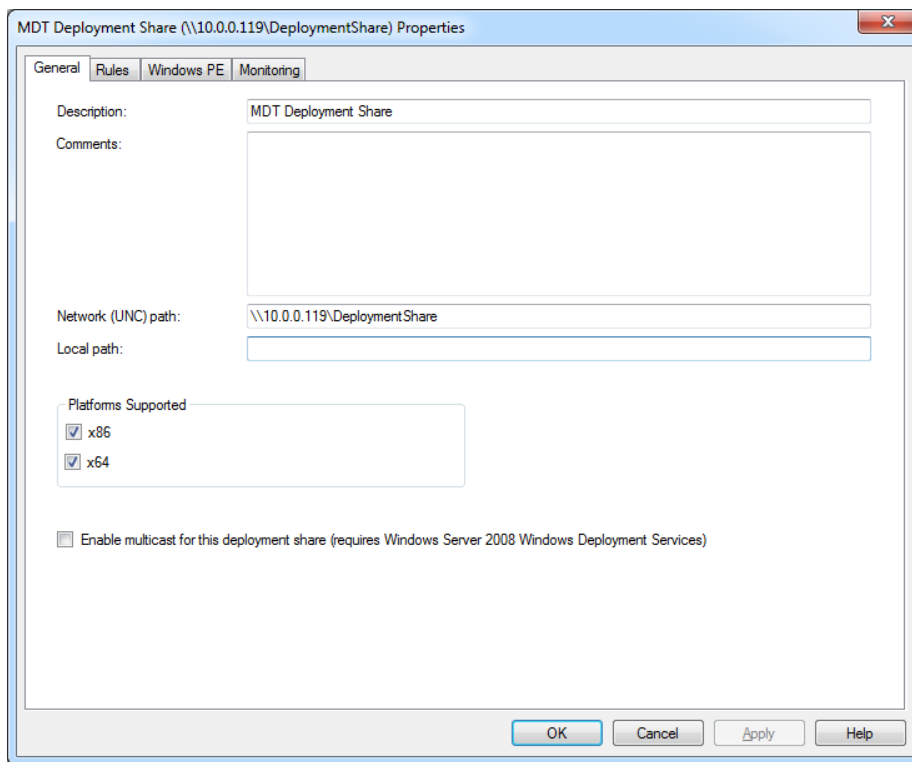 MDT Deployment Share (\\10.0.0.119\DeploymentShare) Properties
General Rules Windows PE Monitoring
Description: MDT Deployment Share
Comments:
Network (UNC) path: \\10.0.0.119\DeploymentShare
Local path:
Platforms Supported
x86
x64
Enable multicast for this deployment share (requires Windows Server 2008 Windows Deployment Services)
OK Cancel Apply Help